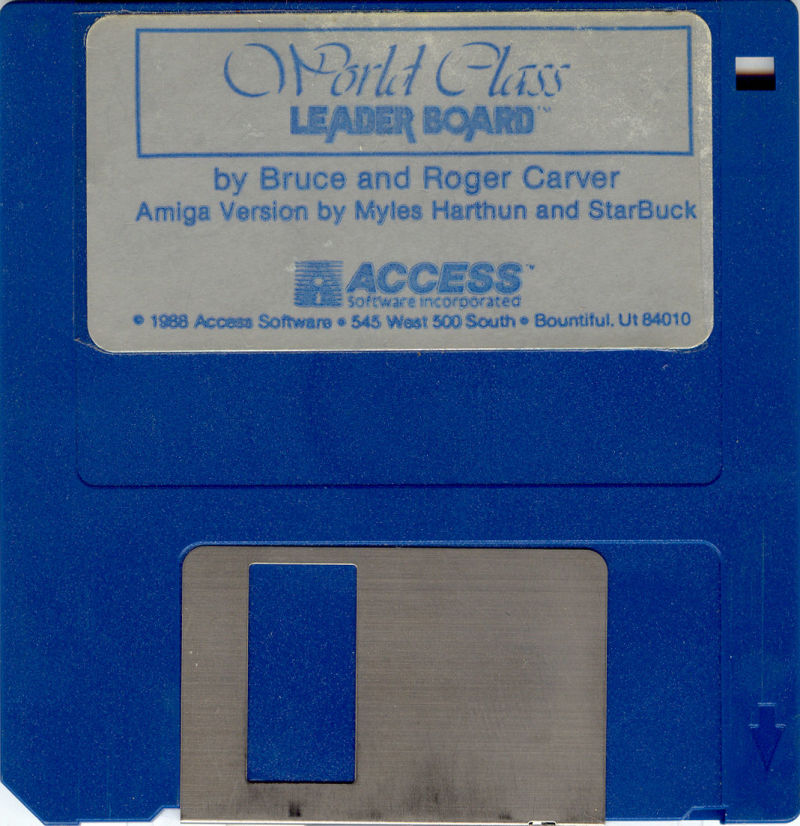 World Class
LEADER BOARD™
by Bruce and Roger Carver
Amiga Version by Myles Harthun and StarBuck
ACCESS™
Software Incorporated
© 1988 Access Software • 545 West 500 South • Bountiful, Ut 84010